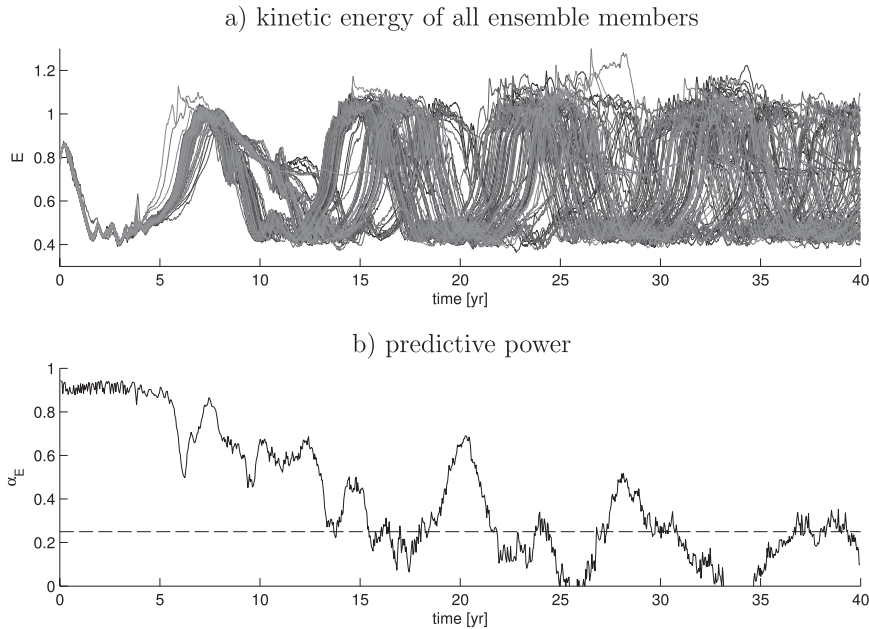 a) kinetic energy of all ensemble members
1.2
1
0.8
0.6
0.4
E
0 5 10 15 20 25 30 35 40
time [yr]
b) predictive power
1
0.8
0.6
0.4
0.2
0
αE
0 5 10 15 20 25 30 35 40
time [yr]